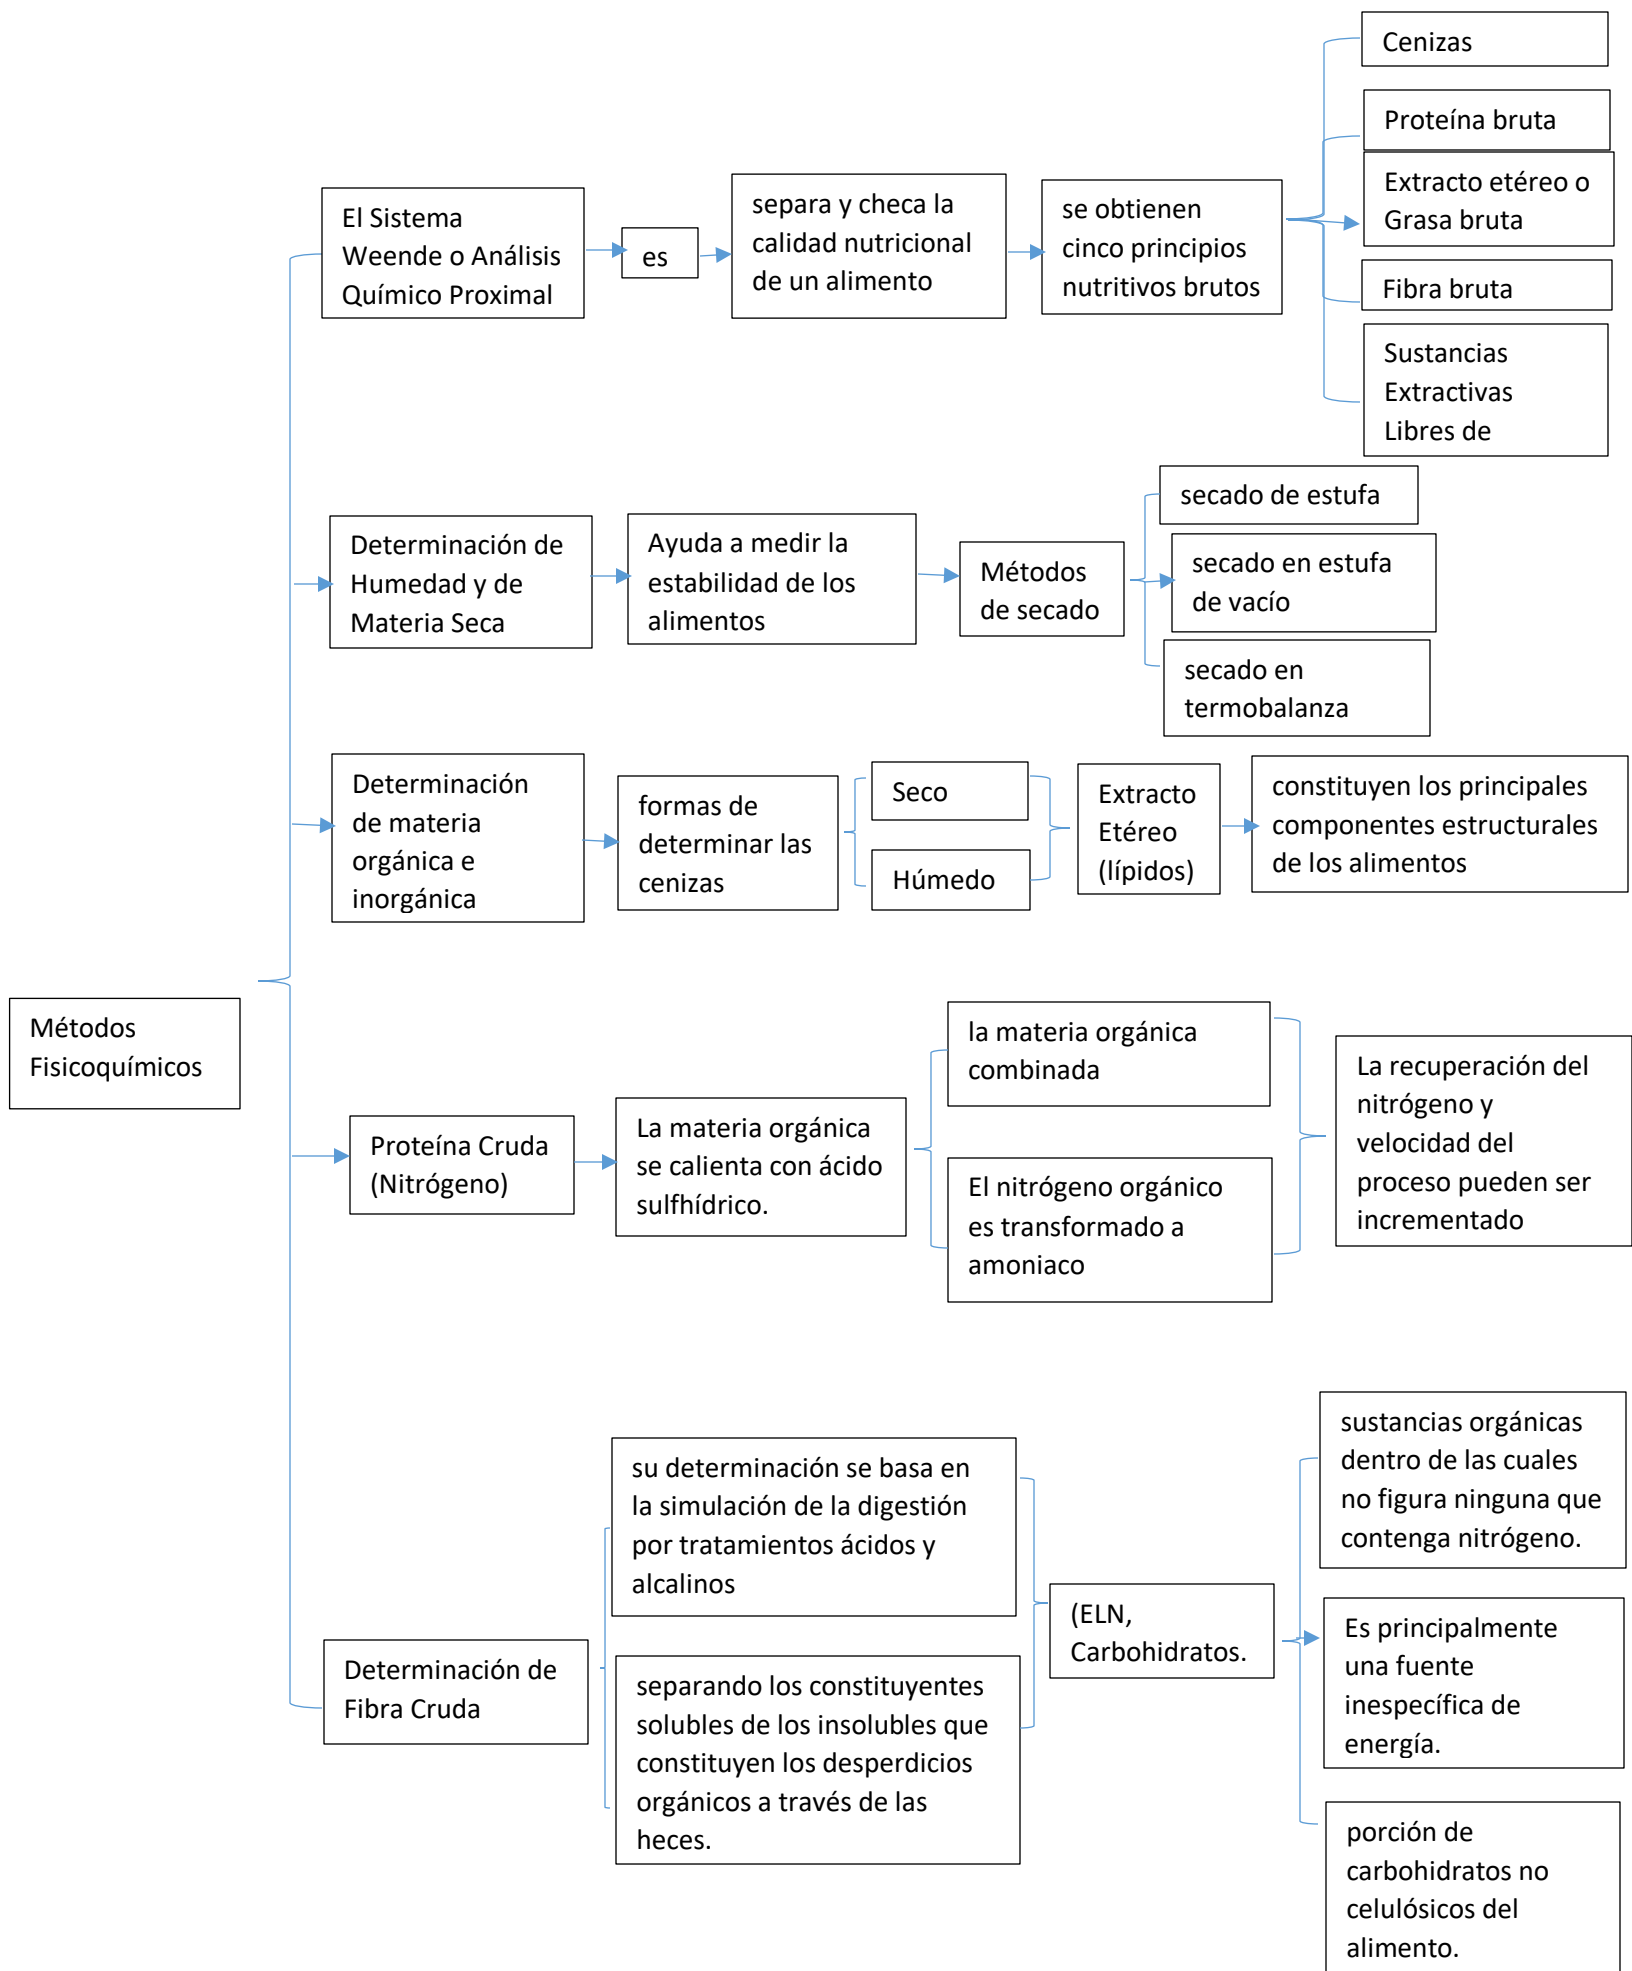 Métodos
Fisicoquímicos
El Sistema
Weende o Análisis
Químico Proximal
es
separa y checa la
calidad nutricional
de un alimento
se obtienen
cinco principios
nutritivos brutos
Cenizas
Proteína bruta
Extracto etéreo o
Grasa bruta
Fibra bruta
Sustancias
Extractivas
Libres de
Determinación de
Humedad y de
Materia Seca
Ayuda a medir la
estabilidad de los
alimentos
Métodos
de secado
secado de estufa
secado en estufa
de vacío
secado en
termobalanza
Determinación
de materia
orgánica e
inorgánica
formas de
determinar las
cenizas
Seco
Húmedo
Extracto
Etéreo
(lípidos)
constituyen los principales
componentes estructurales
de los alimentos
Proteína Cruda
(Nitrógeno)
La materia orgánica
se calienta con ácido
sulfhídrico.
la materia orgánica
combinada
El nitrógeno orgánico
es transformado a
amoniaco
La recuperación del
nitrógeno y
velocidad del
proceso pueden ser
incrementado
Determinación de
Fibra Cruda
su determinación se basa en
la simulación de la digestión
por tratamientos ácidos y
alcalinos
separando los constituyentes
solubles de los insolubles que
constituyen los desperdicios
orgánicos a través de las
heces.
(ELN,
Carbohidratos.
sustancias orgánicas
dentro de las cuales
no figura ninguna que
contenga nitrógeno.
Es principalmente
una fuente
inespecífica de
energía.
porción de
carbohidratos no
celulósicos del
alimento.